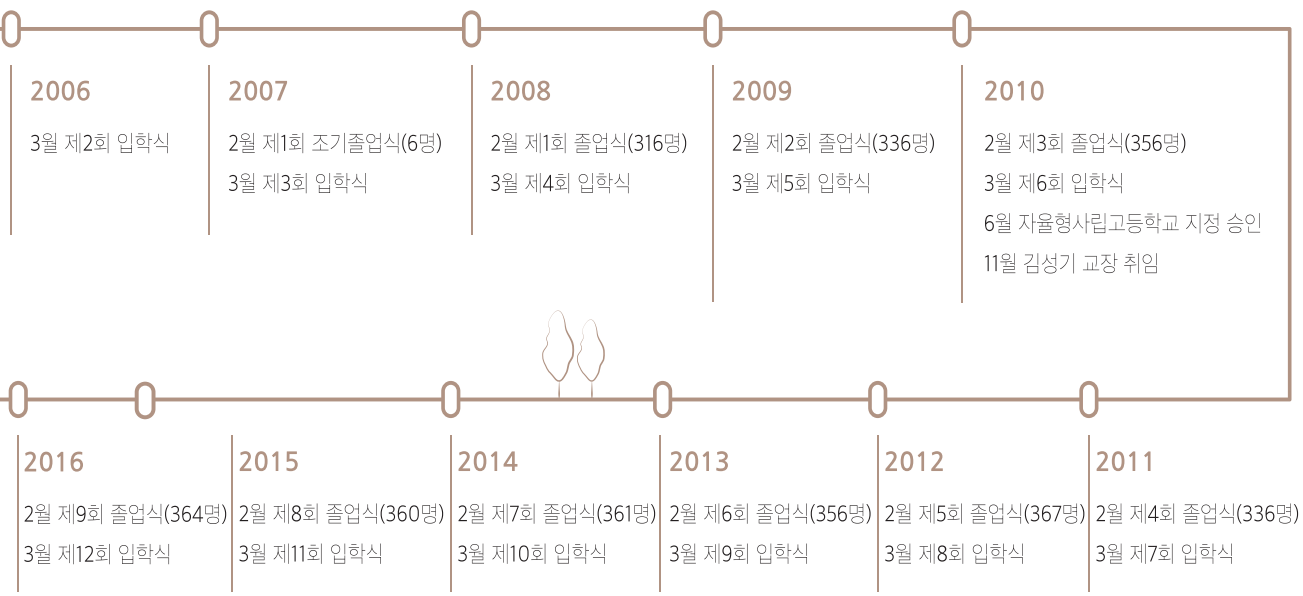 2006
3월 제2회 입학식
2007
2월 제1회 조기졸업식(6명)
3월 제3회 입학식
2008
2월 제1회 졸업식(316명)
3월 제4회 입학식
2009
2월 제2회 졸업식(336명)
3월 제5회 입학식
2010
2월 제3회 졸업식(356명)
3월 제6회 입학식
6월 자율형사립고등학교 지정 승인
11월 김성기 교장 취임
2016
2월 제9회 졸업식(364명)
3월 제12회 입학식
2015
2월 제8회 졸업식(360명)
3월 제11회 입학식
2014
2월 제7회 졸업식(361명)
3월 제10회 입학식
2013
2월 제6회 졸업식(356명)
3월 제9회 입학식
2012
2월 제5회 졸업식(367명)
3월 제8회 입학식
2011
2월 제4회 졸업식(336명)
3월 제7회 입학식